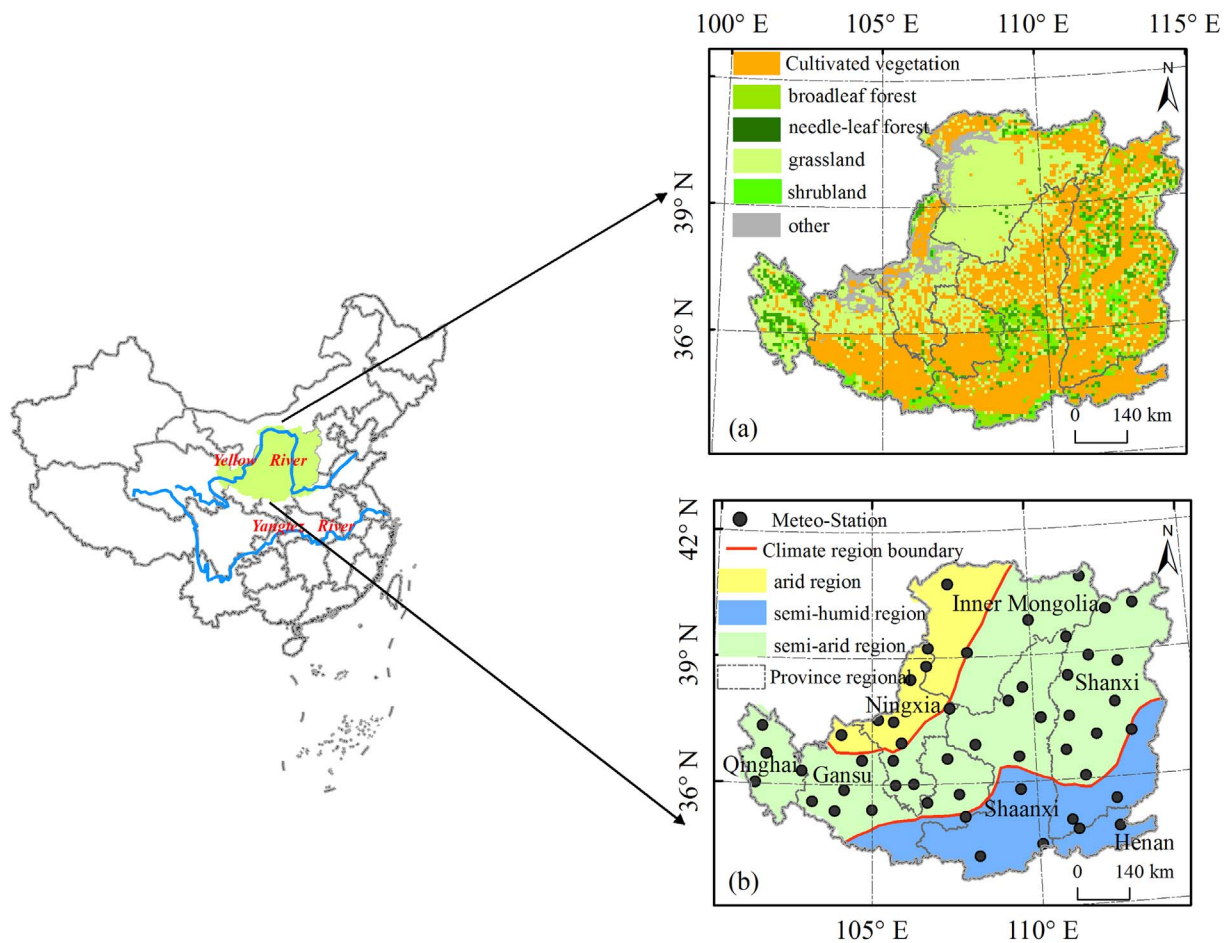 100° E 105° E 110° E 115° E
Cultivated vegetation
N
broadleaf forest
needle-leaf forest
grassland
shrubland
other
39° N
36° N
(a)
0 140 km
Yellow River
Yangtez River
42° N
39° N
36° N
Meteo-Station
N
Climate region boundary
arid region
semi-humid region
semi-arid region
Province regional
Inner Mongolia
Shanxi
Ningxia
Qinghai
Gansu
Shaanxi
Henan
(b)
0 140 km
105° E 110° E